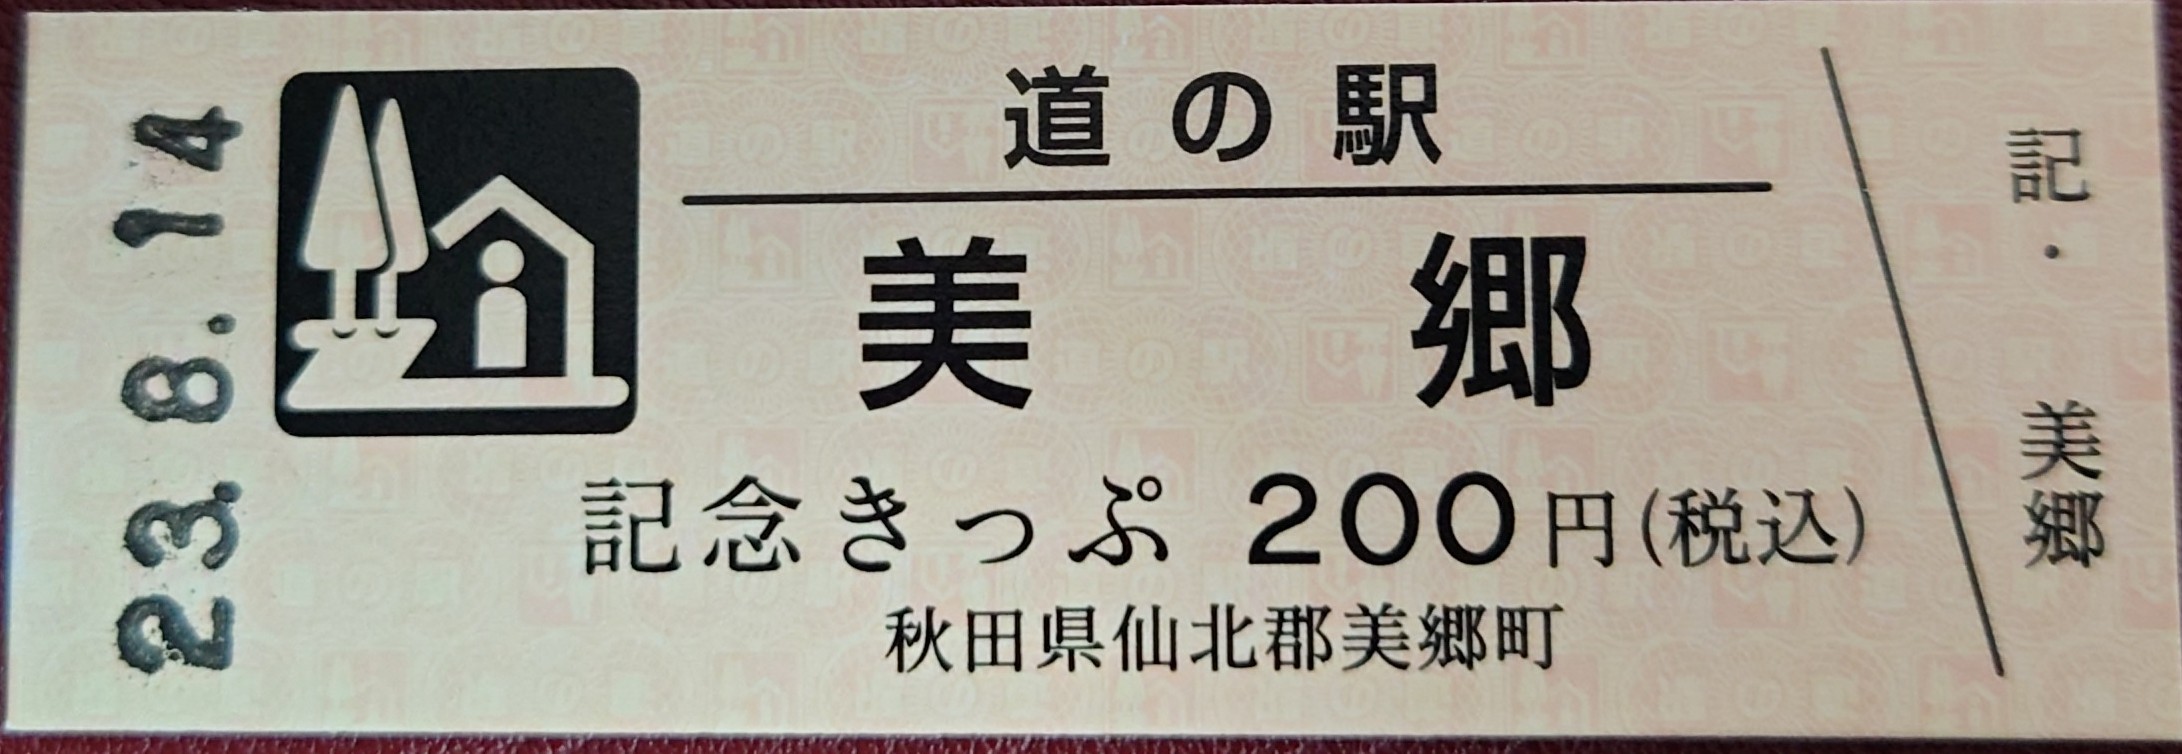 23.8.14
道の駅
美郷
記念きっぷ 200円(税込)
秋田県仙北郡美郷町
記・美郷